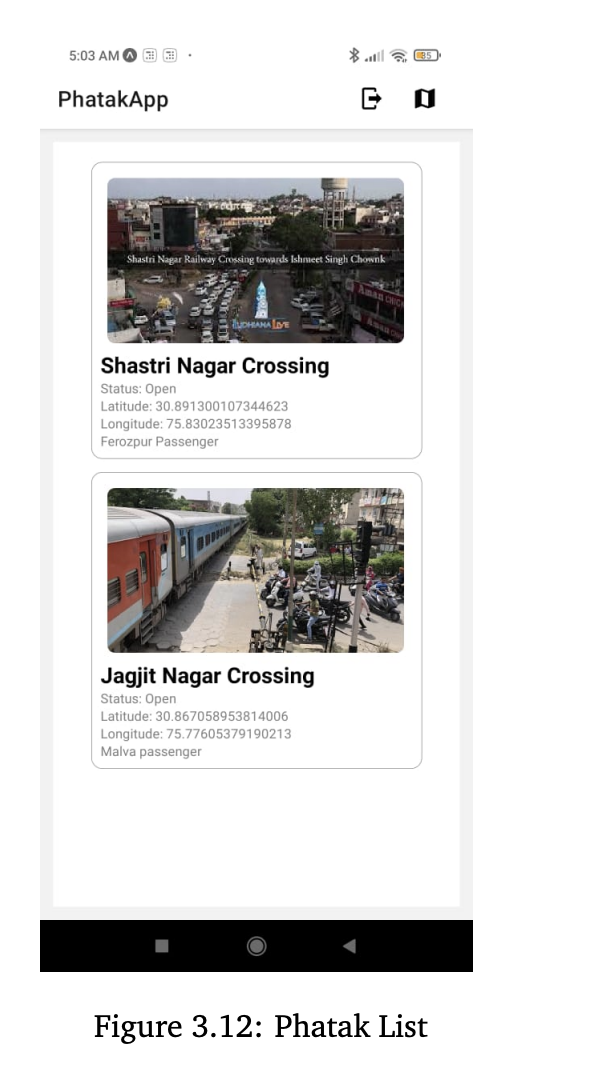 5:03 AM
85
PhatakApp
Shastri Nagar Railway Crossing towards Ishmeet Singh Chownk
Aman
LUDHIANA LIVE
Shastri Nagar Crossing
Status: Open
Latitude: 30.891300107344623
Longitude: 75.83023513395878
Ferozpur Passenger
Jagjit Nagar Crossing
Status: Open
Latitude: 30.867058953814006
Longitude: 75.77605379190213
Malva passenger
Figure 3.12: Phatak List